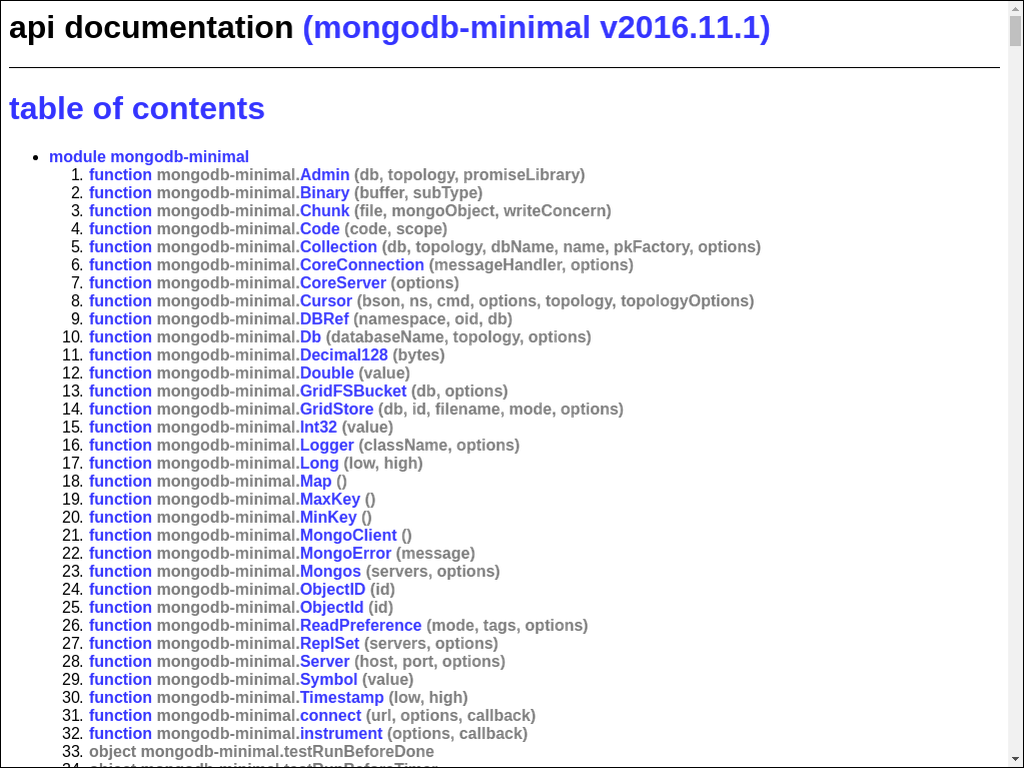 api documentation (mongodb-minimal v2016.11.1)
table of contents
• module mongodb-minimal
1. function mongodb-minimal.Admin (db, topology, promiseLibrary)
2. function mongodb-minimal.Binary (buffer, subType)
3. function mongodb-minimal.Chunk (file, mongoObject, writeConcern)
4. function mongodb-minimal.Code (code, scope)
5. function mongodb-minimal.Collection (db, topology, dbName, name, pkFactory, options)
6. function mongodb-minimal.CoreConnection (messageHandler, options)
7. function mongodb-minimal.CoreServer (options)
8. function mongodb-minimal.Cursor (bson, ns, cmd, options, topology, topologyOptions)
9. function mongodb-minimal.DBRef (namespace, oid, db)
10. function mongodb-minimal.Db (databaseName, topology, options)
11. function mongodb-minimal.Decimal128 (bytes)
12. function mongodb-minimal.Double (value)
13. function mongodb-minimal.GridFSBucket (db, options)
14. function mongodb-minimal.GridStore (db, id, filename, mode, options)
15. function mongodb-minimal.Int32 (value)
16. function mongodb-minimal.Logger (className, options)
17. function mongodb-minimal.Long (low, high)
18. function mongodb-minimal.Map ()
19. function mongodb-minimal.MaxKey ()
20. function mongodb-minimal.MinKey ()
21. function mongodb-minimal.MongoClient ()
22. function mongodb-minimal.MongoError (message)
23. function mongodb-minimal.Mongos (servers, options)
24. function mongodb-minimal.ObjectID (id)
25. function mongodb-minimal.ObjectId (id)
26. function mongodb-minimal.ReadPreference (mode, tags, options)
27. function mongodb-minimal.ReplSet (servers, options)
28. function mongodb-minimal.Server (host, port, options)
29. function mongodb-minimal.Symbol (value)
30. function mongodb-minimal.Timestamp (low, high)
31. function mongodb-minimal.connect (url, options, callback)
32. function mongodb-minimal.instrument (options, callback)
33. object mongodb-minimal.testRunBeforeDone
34. object mongodb-minimal.testRunBeforeTimer